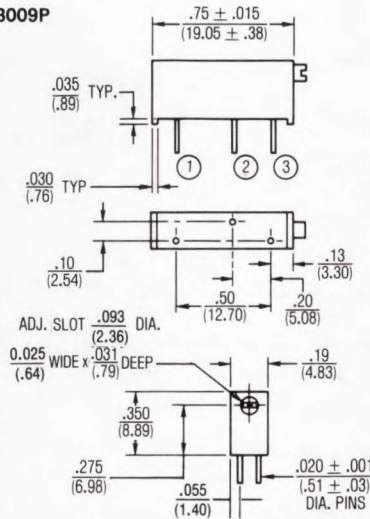 3009P
.75 ± .015
(19.05 ± .38)
.035
(.89) TYP.
1 2 3
.030
(.76) TYP
.10
(2.54)
.13
(3.30)
.50
(12.70)
.20
(5.08)
ADJ. SLOT .093 DIA.
(2.36)
0.025 WIDE x .031 DEEP
(.64) (.79)
.19
(4.83)
.350
(8.89)
.275
(6.98)
.020 ± .001
(.51 ± .03)
DIA. PINS
.055
(1.40)